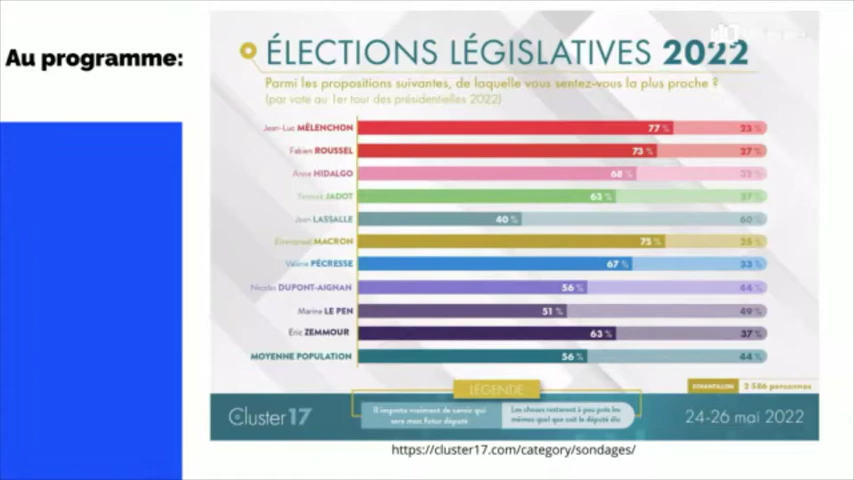 Au programme:
ÉLECTIONS LÉGISLATIVES 2022
Parmi les propositions suivantes, de laquelle vous sentez-vous la plus proche ?
(par vote au 1er tour des présidentielles 2022)
Jean-Luc MÉLENCHON 77 % 23 %
Fabien ROUSSEL 73 % 27 %
Anne HIDALGO 68 % 32 %
Yannick JADOT 63 % 37 %
Jean LASSALLE 40 % 60 %
Emmanuel MACRON 75 % 25 %
Valérie PÉCRESSE 67 % 33 %
Nicolas DUPONT-AIGNAN 56 % 44 %
Marine LE PEN 51 % 49 %
Eric ZEMMOUR 63 % 37 %
MOYENNE POPULATION 56 % 44 %
ÉCHANTILLON 2 586 personnes
LÉGENDE
Il importe vraiment de savoir qui
sera mon futur député
Les choses resteront à peu près les
mêmes quel que soit le député élu
Cluster17
24-26 mai 2022
https://cluster17.com/category/sondages/